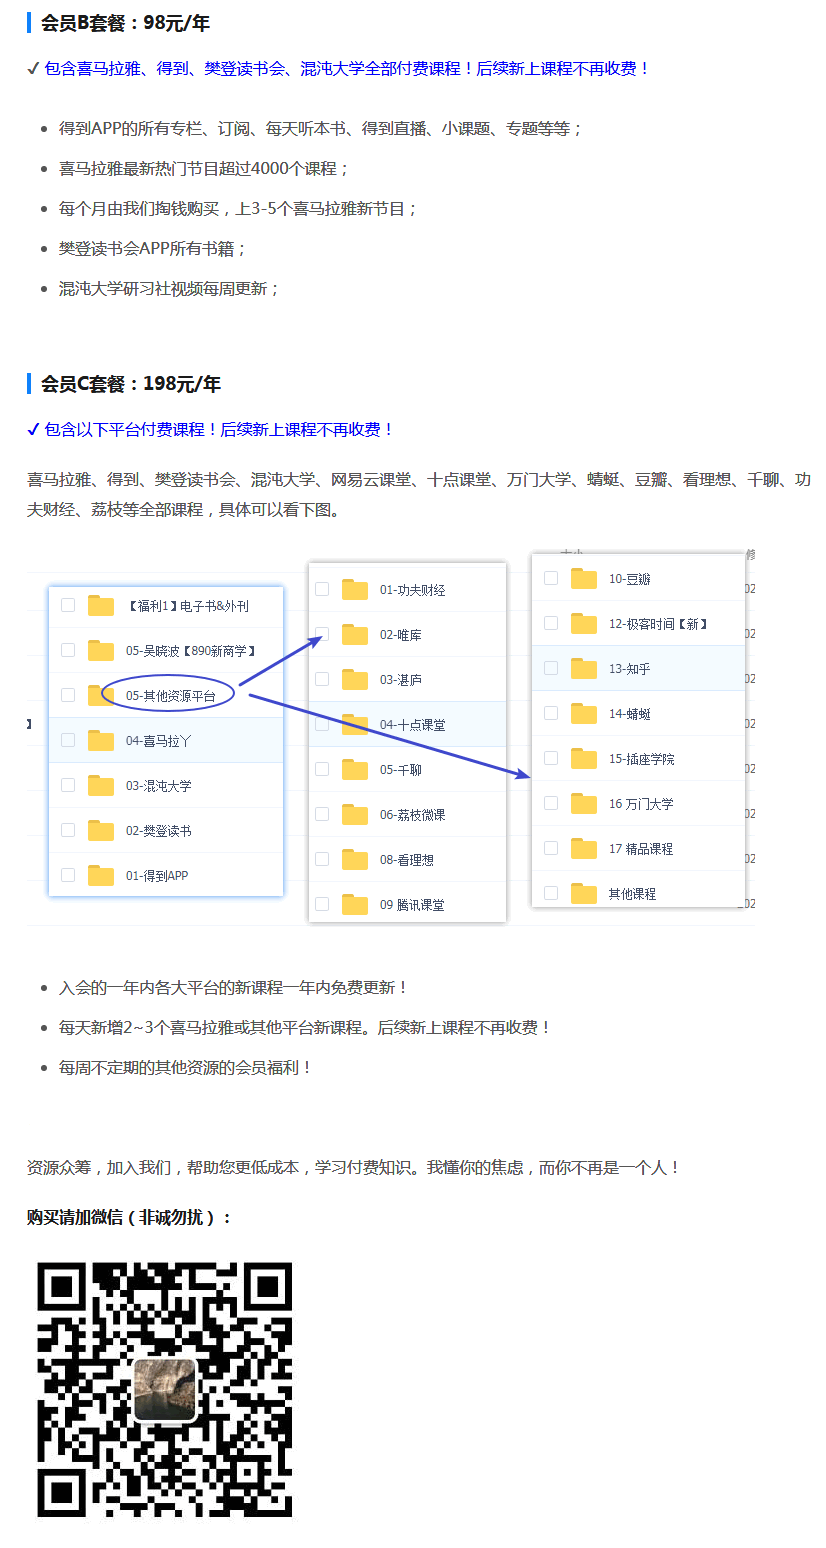 会员B套餐：98元/年
✓ 包含喜马拉雅、得到、樊登读书会、混沌大学全部付费课程！后续新上课程不再收费！
• 得到APP的所有专栏、订阅、每天听本书、得到直播、小课题、专题等等；
• 喜马拉雅最新热门节目超过4000个课程；
• 每个月由我们掏钱购买，上3-5个喜马拉雅新节目；
• 樊登读书会APP所有书籍；
• 混沌大学研习社视频每周更新；
会员C套餐：198元/年
✓ 包含以下平台付费课程！后续新上课程不再收费！
喜马拉雅、得到、樊登读书会、混沌大学、网易云课堂、十点课堂、万门大学、蜻蜓、豆瓣、看理想、千聊、功
夫财经、荔枝等全部课程，具体可以看下图。
【福利1】电子书&外刊
05-吴晓波【890新商学】
05-其他资源平台
04-喜马拉丫
03-混沌大学
02-樊登读书
01-得到APP
01-功夫财经
02-唯库
03-湛庐
04-十点课堂
05-千聊
06-荔枝微课
08-看理想
09 腾讯课堂
10-豆瓣
12-极客时间【新】
13-知乎
14-蜻蜓
15-插座学院
16 万门大学
17 精品课程
其他课程
• 入会的一年内各大平台的新课程一年内免费更新！
• 每天新增2~3个喜马拉雅或其他平台新课程。后续新上课程不再收费！
• 每周不定期的其他资源的会员福利！
资源众筹，加入我们，帮助您更低成本，学习付费知识。我懂你的焦虑，而你不再是一个人！
购买请加微信（非诚勿扰）：